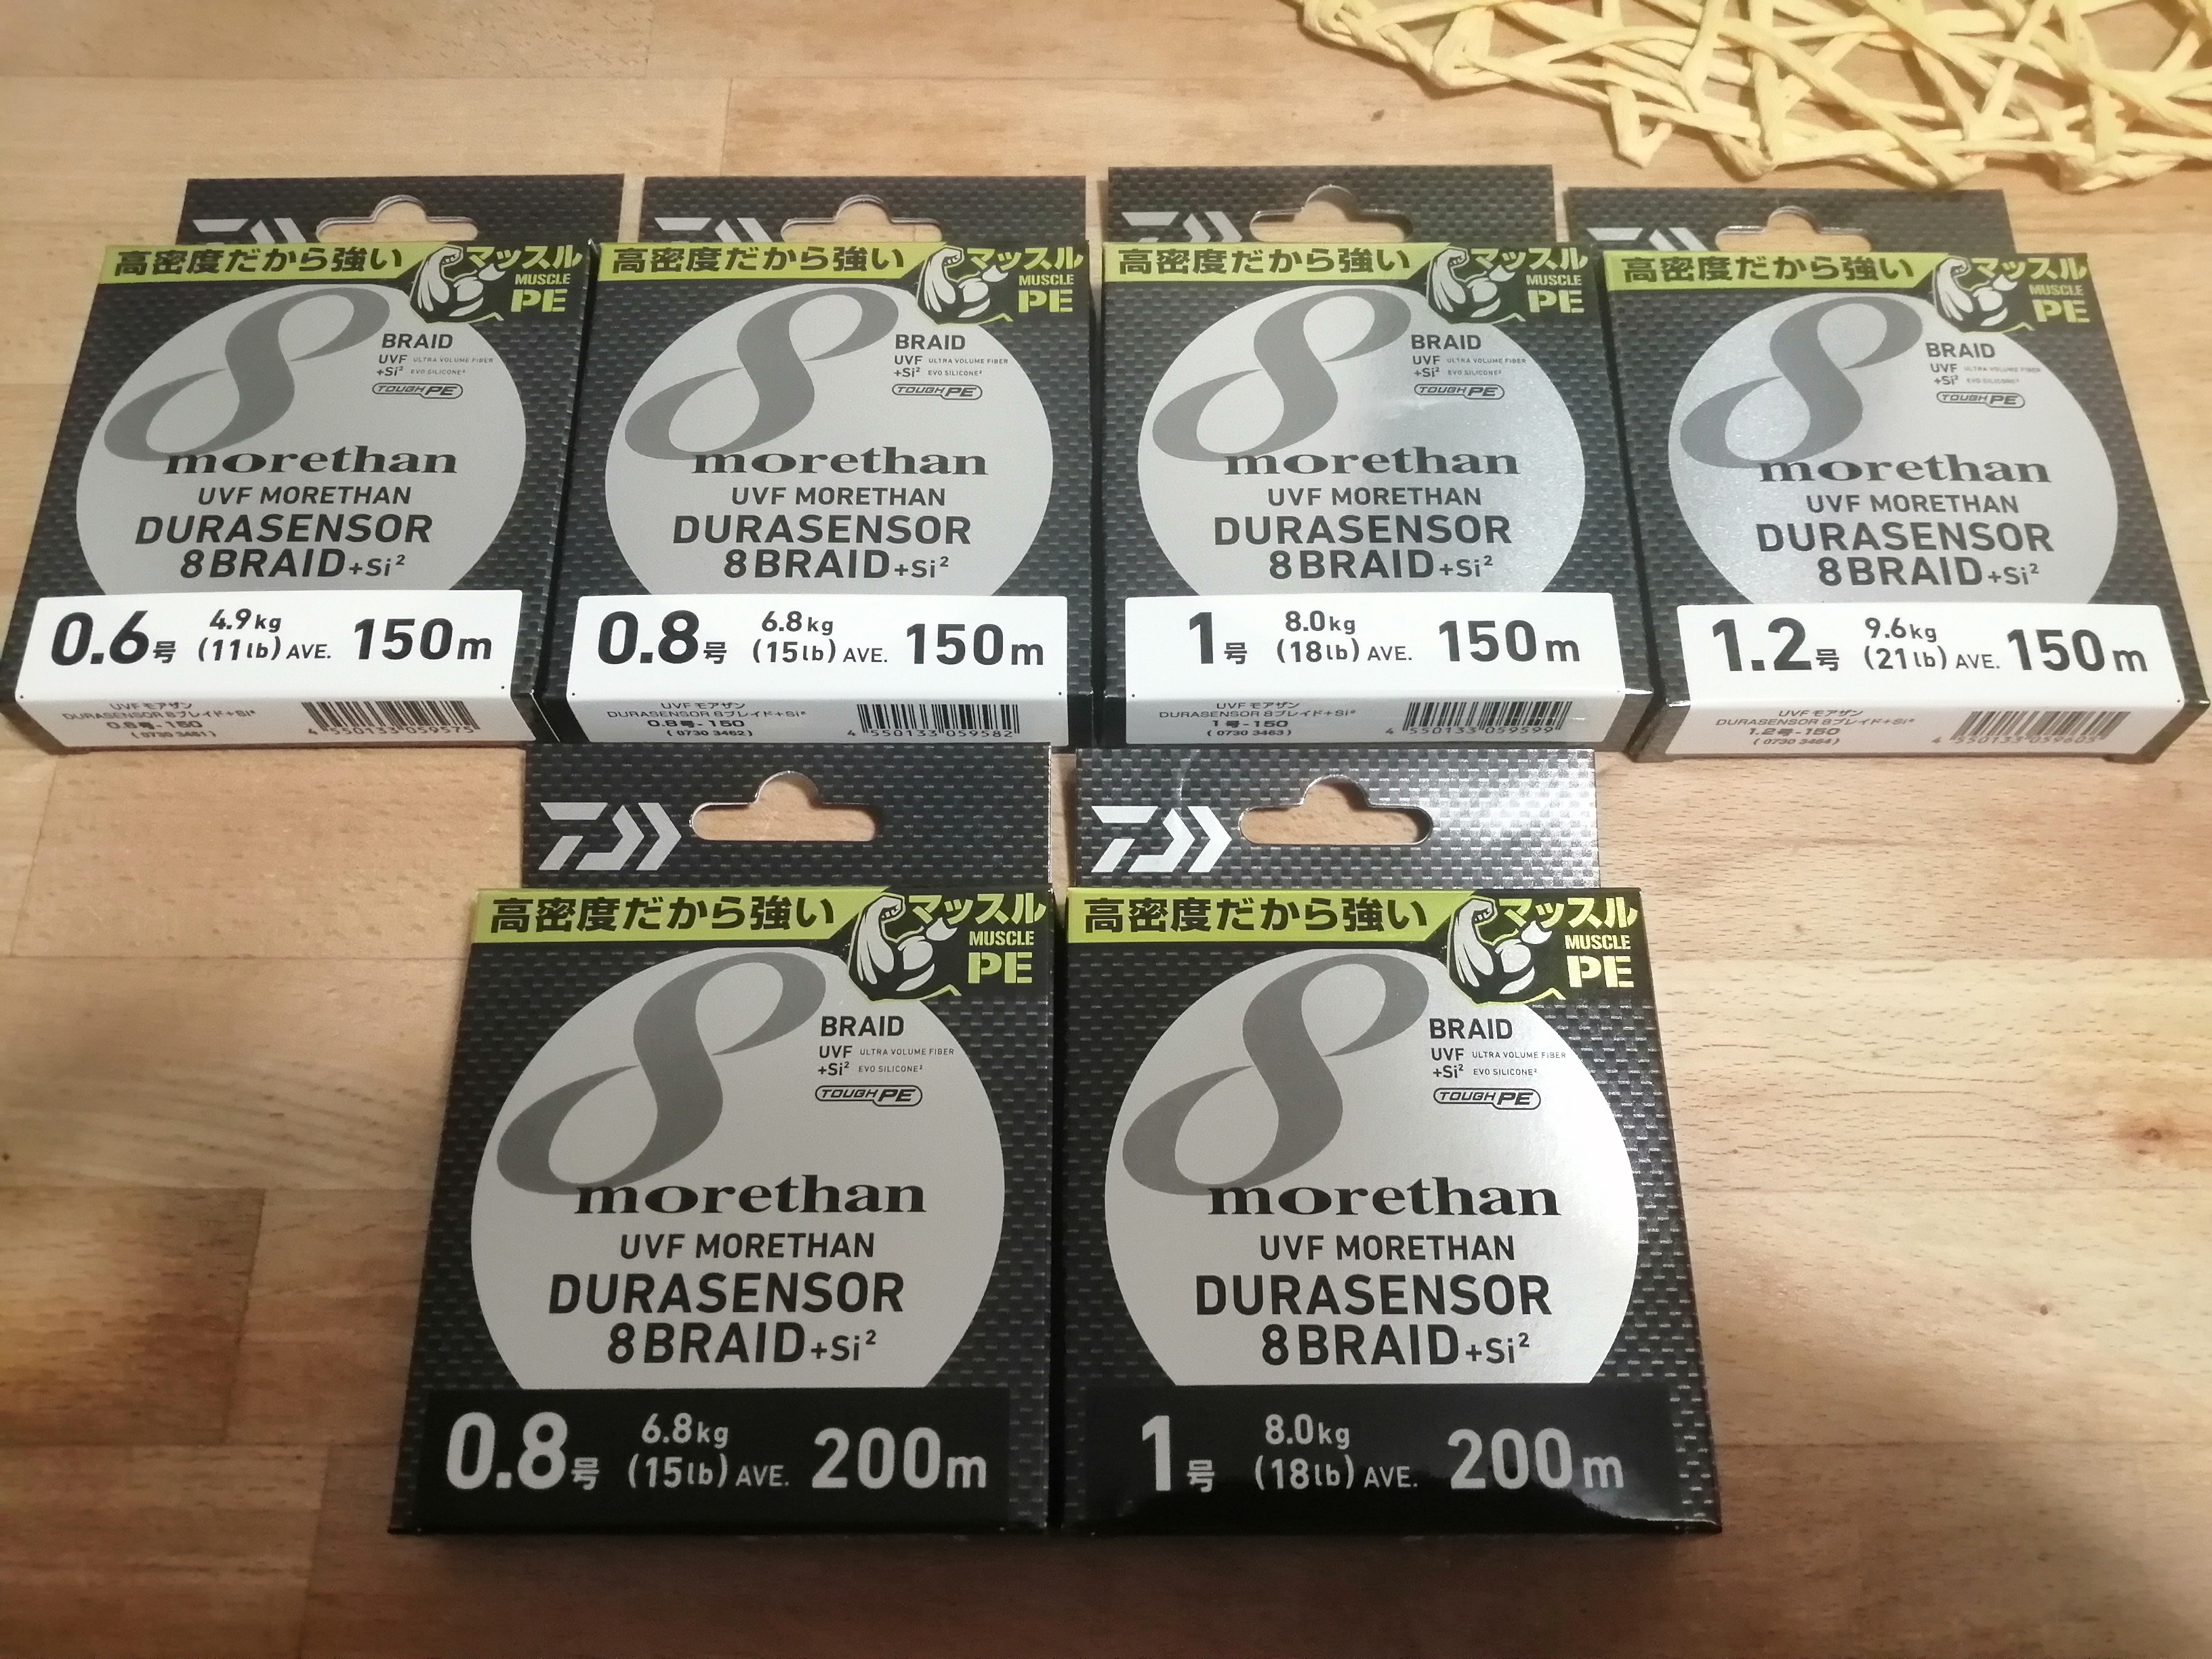 高密度だから強い マッスル
MUSCLE
PE
BRAID
UVF ULTRA VOLUME FIBER
+Si² EVO SILICONE²
TOUGH PE
8
morethan
UVF MORETHAN
DURASENSOR
8BRAID+Si²
0.6号 4.9kg (11lb) AVE. 150m
UVF モアザン
DURASENSOR 8ブレイド+Si²
0.6号-150
(0730 3461)
4 550133 059575
高密度だから強い マッスル
MUSCLE
PE
BRAID
UVF ULTRA VOLUME FIBER
+Si² EVO SILICONE²
TOUGH PE
8
morethan
UVF MORETHAN
DURASENSOR
8BRAID+Si²
0.8号 6.8kg (15lb) AVE. 150m
UVF モアザン
DURASENSOR 8ブレイド+Si²
0.8号-150
(0730 3462)
4 550133 059582
高密度だから強い マッスル
MUSCLE
PE
BRAID
UVF ULTRA VOLUME FIBER
+Si² EVO SILICONE²
TOUGH PE
8
morethan
UVF MORETHAN
DURASENSOR
8BRAID+Si²
1号 8.0kg (18lb) AVE. 150m
UVF モアザン
DURASENSOR 8ブレイド+Si²
1号-150
(0730 3463)
4 550133 059599
高密度だから強い マッスル
MUSCLE
PE
BRAID
UVF ULTRA VOLUME FIBER
+Si² EVO SILICONE²
TOUGH PE
8
morethan
UVF MORETHAN
DURASENSOR
8BRAID+Si²
1.2号 9.6kg (21lb) AVE. 150m
UVF モアザン
DURASENSOR 8ブレイド+Si²
1.2号-150
(0730 3464)
4 550133 059605
高密度だから強い マッスル
MUSCLE
PE
BRAID
UVF ULTRA VOLUME FIBER
+Si² EVO SILICONE²
TOUGH PE
8
morethan
UVF MORETHAN
DURASENSOR
8BRAID+Si²
0.8号 6.8kg (15lb) AVE. 200m
高密度だから強い マッスル
MUSCLE
PE
BRAID
UVF ULTRA VOLUME FIBER
+Si² EVO SILICONE²
TOUGH PE
8
morethan
UVF MORETHAN
DURASENSOR
8BRAID+Si²
1号 8.0kg (18lb) AVE. 200m